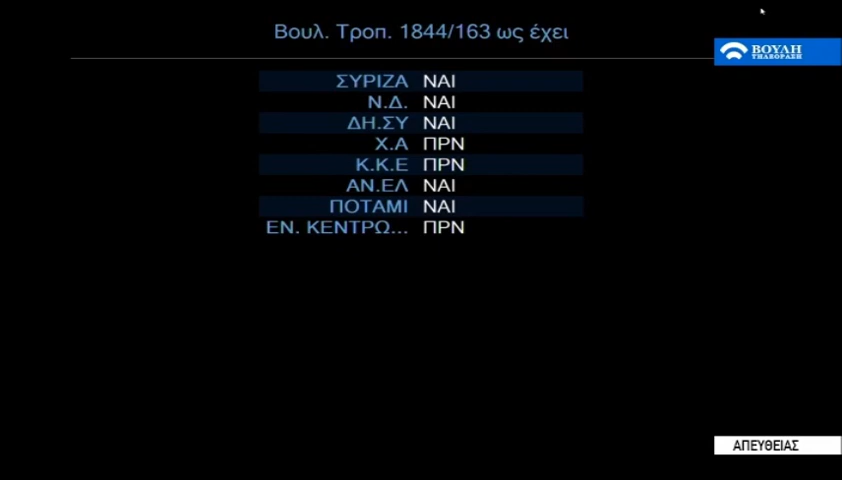 Βουλ. Τροπ. 1844/163 ως έχει
ΒΟΥΛΗ
ΤΗΛΕΟΡΑΣΗ
ΣΥΡΙΖΑ ΝΑΙ
Ν.Δ. ΝΑΙ
ΔΗ.ΣΥ ΝΑΙ
Χ.Α ΠΡΝ
Κ.Κ.Ε ΠΡΝ
ΑΝ.ΕΛ ΝΑΙ
ΠΟΤΑΜΙ ΝΑΙ
ΕΝ. ΚΕΝΤΡΩ... ΠΡΝ
ΑΠΕΥΘΕΙΑΣ